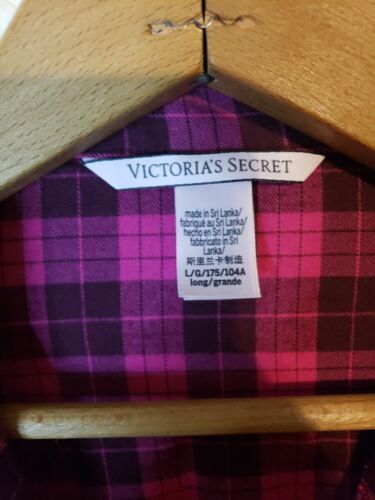 VICTORIA'S SECRET
made in Sri Lanka/
fabriqué au Sri Lanka/
hecho en Sri Lanka/
fabbricato in Sri
Lanka/
斯里兰卡制造
L/G/175/104A
long/grande